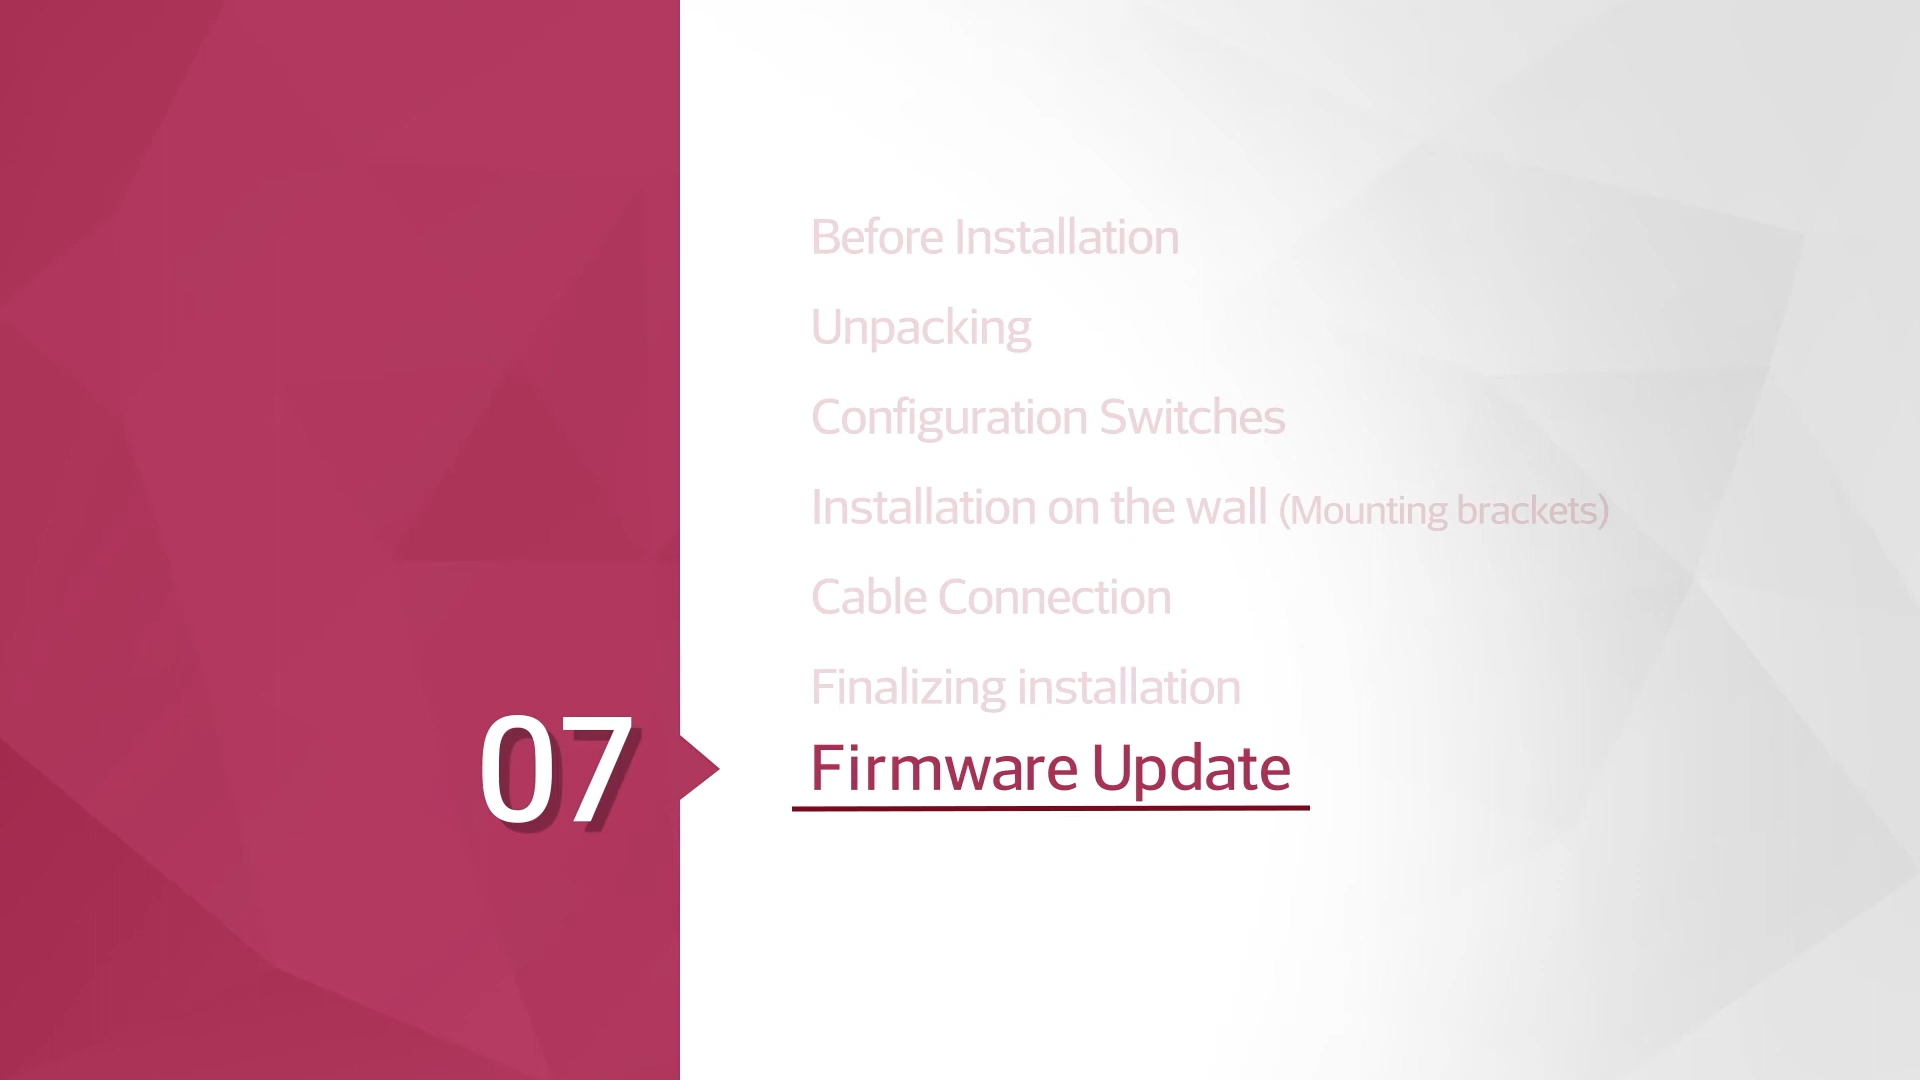 Before Installation
Unpacking
Configuration Switches
Installation on the wall (Mounting brackets)
Cable Connection
Finalizing installation
07 Firmware Update